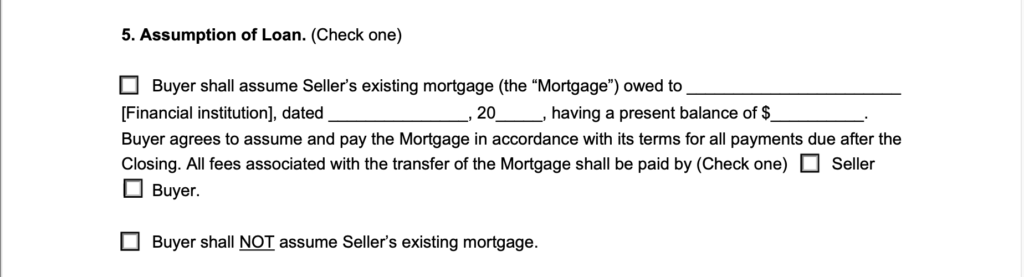 5. Assumption of Loan. (Check one)
☐ Buyer shall assume Seller’s existing mortgage (the “Mortgage”) owed to _______________________
[Financial institution], dated _______________, 20_____, having a present balance of $__________.
Buyer agrees to assume and pay the Mortgage in accordance with its terms for all payments due after the
Closing. All fees associated with the transfer of the Mortgage shall be paid by (Check one) ☐ Seller
☐ Buyer.
☐ Buyer shall NOT assume Seller’s existing mortgage.